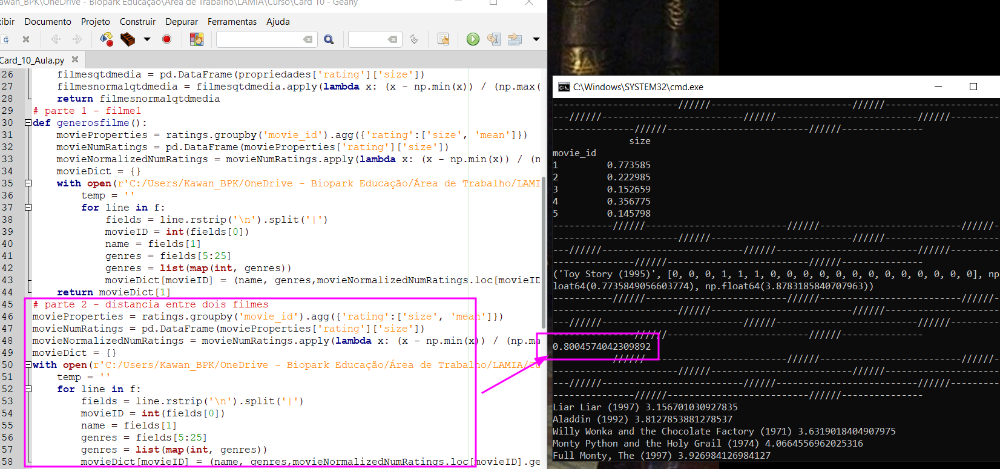 Kawan_BPK\OneDrive - Biopark Educação\Área de Trabalho\LAMIA\Curso\Card 10 - Geany
ibir Documento Projeto Construir Depurar Ferramentas Ajuda
Card_10_Aula.py
26 filmesqtdmedia = pd.DataFrame(propriedades['rating']['size'])
27 filmesnormalqtdmedia = filmesqtdmedia.apply(lambda x: (x - np.min(x)) / (np.max(
28 return filmesnormalqtdmedia
29 # parte 1 - filme1
30 def generosfilme():
31 movieProperties = ratings.groupby('movie_id').agg({'rating':['size', 'mean']})
32 movieNumRatings = pd.DataFrame(movieProperties['rating']['size'])
33 movieNormalizedNumRatings = movieNumRatings.apply(lambda x: (x - np.min(x)) / (n
34 movieDict = {}
35 with open(r'C:/Users/Kawan_BPK/OneDrive - Biopark Educação/Área de Trabalho/LAMI
36 temp = ''
37 for line in f:
38 fields = line.rstrip('\n').split('|')
39 movieID = int(fields[0])
40 name = fields[1]
41 genres = fields[5:25]
42 genres = list(map(int, genres))
43 movieDict[movieID] = (name, genres,movieNormalizedNumRatings.loc[movieID
44 return movieDict[1]
45 # parte 2 - distancia entre dois filmes
46 movieProperties = ratings.groupby('movie_id').agg({'rating':['size', 'mean']})
47 movieNumRatings = pd.DataFrame(movieProperties['rating']['size'])
48 movieNormalizedNumRatings = movieNumRatings.apply(lambda x: (x - np.min(x)) / (np.ma
49 movieDict = {}
50 with open(r'C:/Users/Kawan_BPK/OneDrive - Biopark Educação/Área de Trabalho/LAMIA/Cu
51 temp = ''
52 for line in f:
53 fields = line.rstrip('\n').split('|')
54 movieID = int(fields[0])
55 name = fields[1]
56 genres = fields[5:25]
57 genres = list(map(int, genres))
58 movieDict[movieID] = (name, genres,movieNormalizedNumRatings.loc[movieID].ge
C:\Windows\SYSTEM32\cmd.exe
-----------------------//////--------------------------//////---------------------
---//////--------------------------//////--------------------------//////---------
---------------//////--------------------------//////---------------
size
movie_id
1 0.773585
2 0.222985
3 0.152659
4 0.356775
5 0.145798
-----------//////--------------------------//////--------------------------//////-
-----------------------//////--------------------------//////---------------------
---//////--------------------------//////--------------------------//////---------
---------------//////--------------------------//////---------------
('Toy Story (1995)', [0, 0, 0, 1, 1, 1, 0, 0, 0, 0, 0, 0, 0, 0, 0, 0, 0, 0, 0], np
loat64(0.7735849056603774), np.float64(3.8783185840707963))
-----------//////--------------------------//////--------------------------//////-
-----------------------//////--------------------------//////---------------------
---//////--------------------------//////--------------------------//////---------
---------------//////--------------------------//////---------------
0.8004574042309892
-----------//////--------------------------//////--------------------------//////-
-----------------------//////--------------------------//////---------------------
---//////--------------------------//////--------------------------//////---------
---------------//////--------------------------//////---------------
Liar Liar (1997) 3.156701030927835
Aladdin (1992) 3.8127853881278537
Willy Wonka and the Chocolate Factory (1971) 3.6319018404907975
Monty Python and the Holy Grail (1974) 4.0664556962025316
Full Monty, The (1997) 3.926984126984127